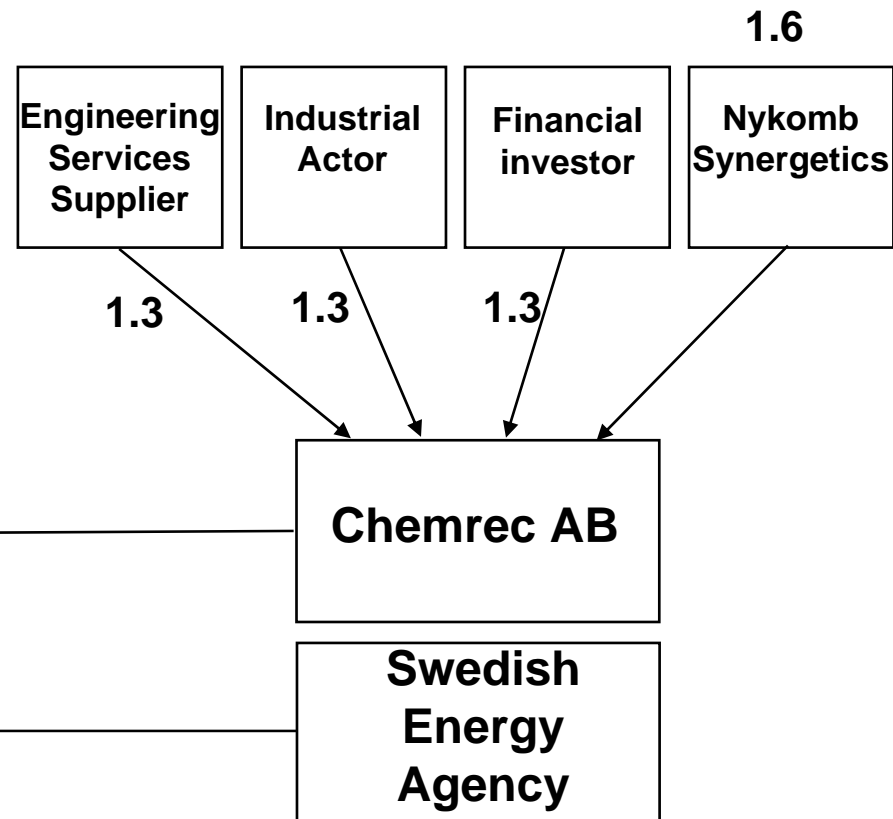 1.6
Engineering
Services
Supplier
Industrial
Actor
Financial
investor
Nykomb
Synergetics
1.3
1.3
1.3
Chemrec AB
Swedish
Energy
Agency